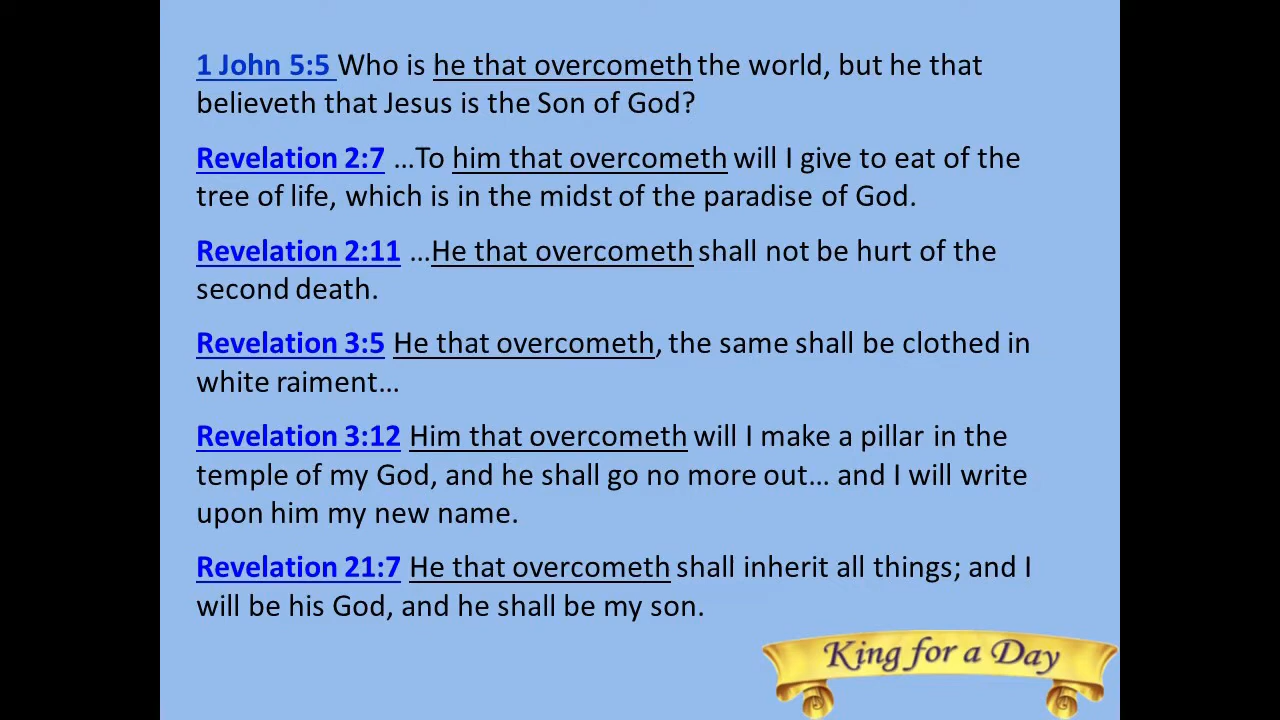 1 John 5:5 Who is he that overcometh the world, but he that
believeth that Jesus is the Son of God?
Revelation 2:7 …To him that overcometh will I give to eat of the
tree of life, which is in the midst of the paradise of God.
Revelation 2:11 …He that overcometh shall not be hurt of the
second death.
Revelation 3:5 He that overcometh, the same shall be clothed in
white raiment…
Revelation 3:12 Him that overcometh will I make a pillar in the
temple of my God, and he shall go no more out… and I will write
upon him my new name.
Revelation 21:7 He that overcometh shall inherit all things; and I
will be his God, and he shall be my son.
King for a Day